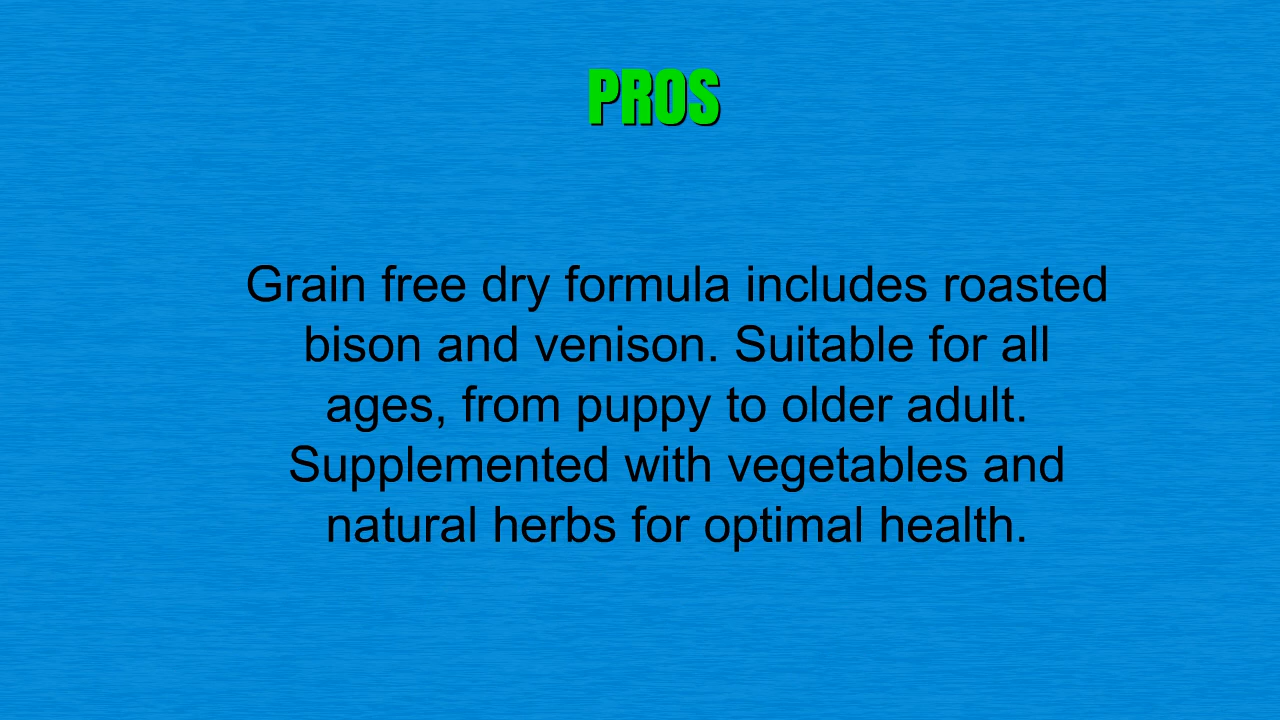 PROS
Grain free dry formula includes roasted
bison and venison. Suitable for all
ages, from puppy to older adult.
Supplemented with vegetables and
natural herbs for optimal health.